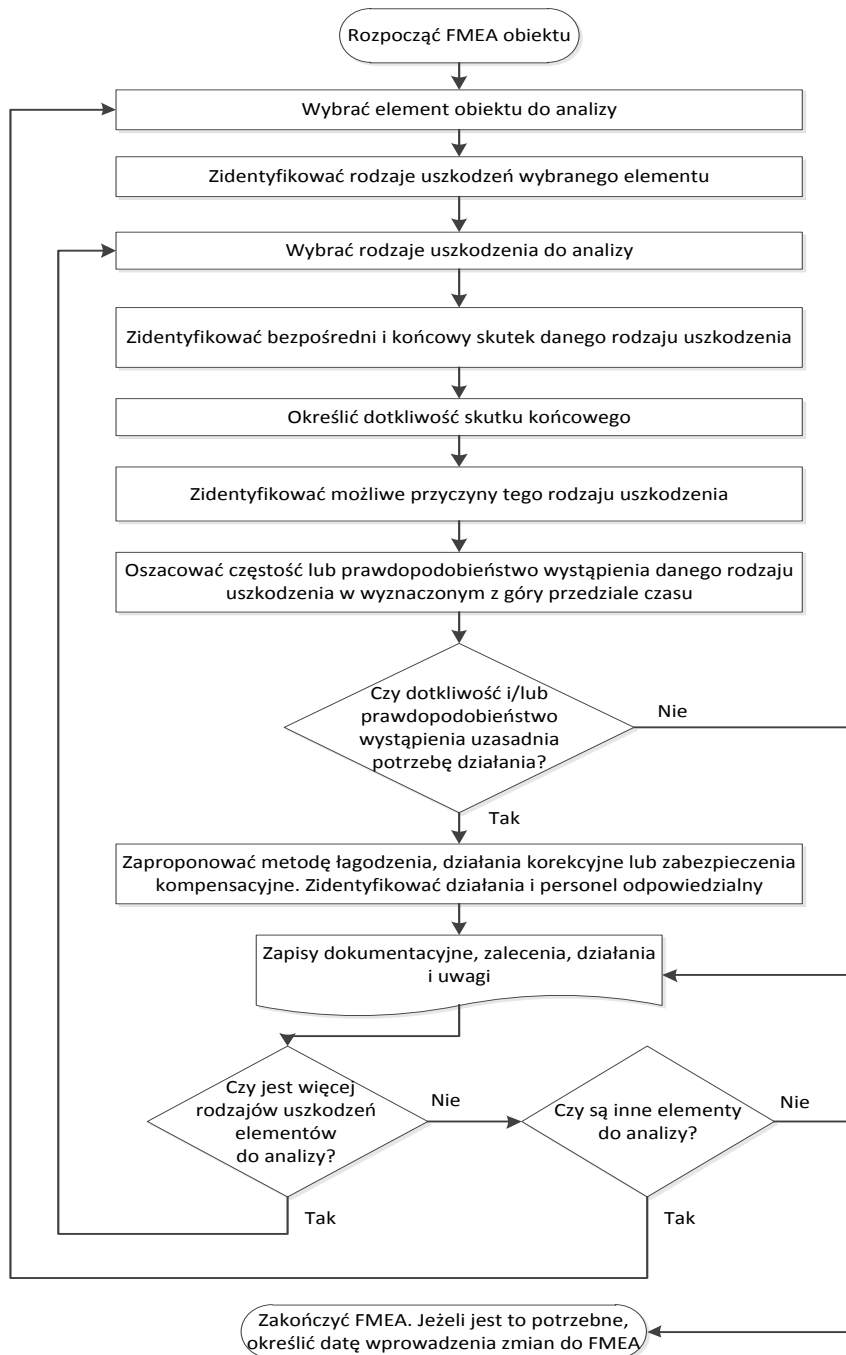 Rozpocząć FMEA obiektu
Wybrać element obiektu do analizy
Zidentyfikować rodzaje uszkodzeń wybranego elementu
Wybrać rodzaje uszkodzenia do analizy
Zidentyfikować bezpośredni i końcowy skutek danego rodzaju uszkodzenia
Określić dotkliwość skutku końcowego
Zidentyfikować możliwe przyczyny tego rodzaju uszkodzenia
Oszacować częstość lub prawdopodobieństwo wystąpienia danego rodzaju
uszkodzenia w wyznaczonym z góry przedziale czasu
Czy dotkliwość i/lub
prawdopodobieństwo
wystąpienia uzasadnia
potrzebę działania?
Nie
Tak
Zaproponować metodę łagodzenia, działania korekcyjne lub zabezpieczenia
kompensacyjne. Zidentyfikować działania i personel odpowiedzialny
Zapisy dokumentacyjne, zalecenia, działania
i uwagi
Czy jest więcej
rodzajów uszkodzeń
elementów
do analizy?
Nie
Tak
Czy są inne elementy
do analizy?
Nie
Tak
Zakończyć FMEA. Jeżeli jest to potrzebne,
określić datę wprowadzenia zmian do FMEA